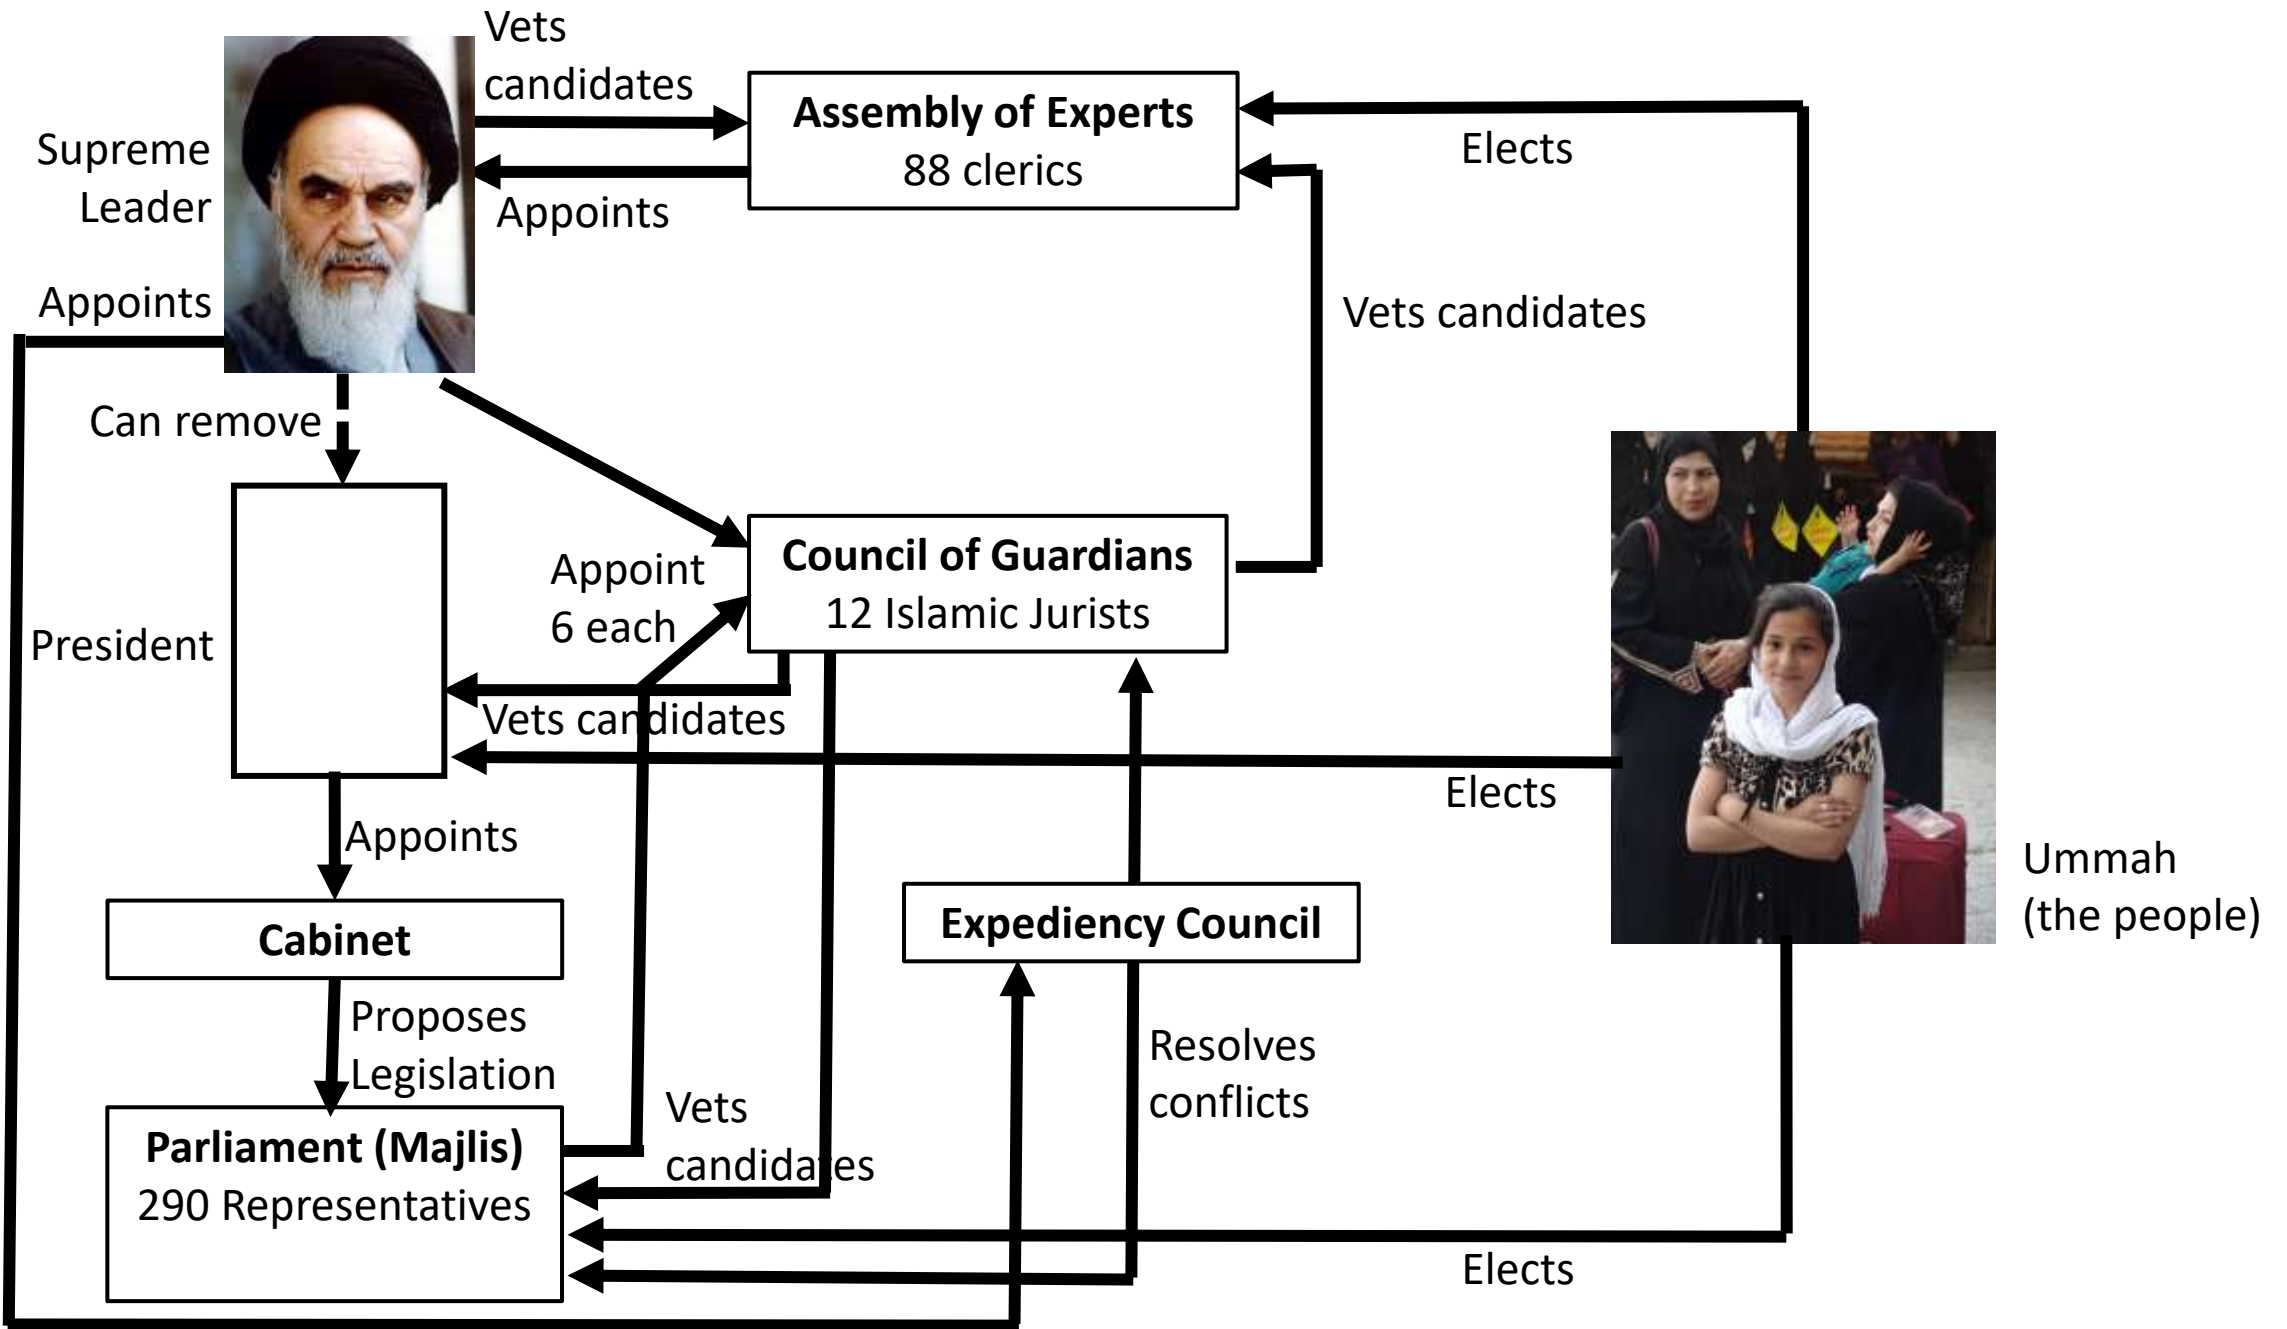 Vets
candidates
Assembly of Experts
88 clerics
Elects
Supreme
Leader
Appoints
Appoints
Vets candidates
Can remove
Council of Guardians
12 Islamic Jurists
Appoint
6 each
President
Vets candidates
Elects
Appoints
Ummah
(the people)
Cabinet
Expediency Council
Proposes
Legislation
Resolves
conflicts
Vets
candidates
Parliament (Majlis)
290 Representatives
Elects